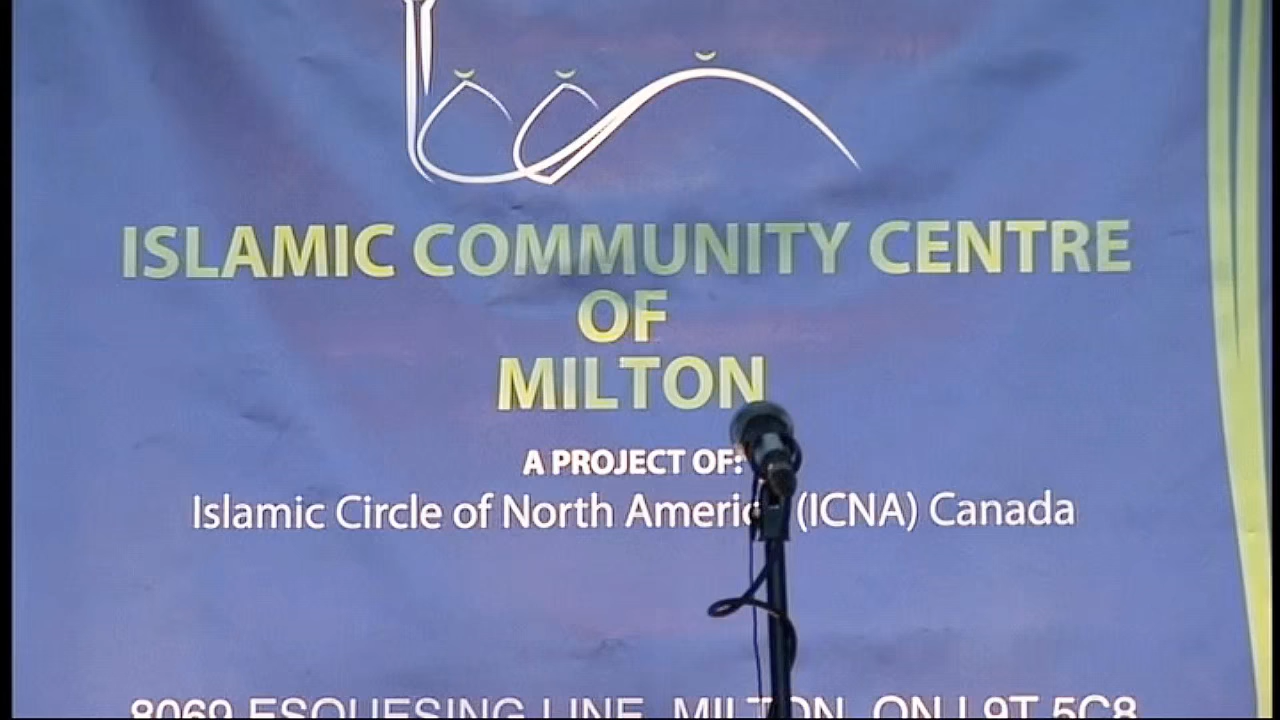 ISLAMIC COMMUNITY CENTRE
OF
MILTON
A PROJECT OF:
Islamic Circle of North America (ICNA) Canada
8069 ESQUESING LINE, MILTON, ON L9T 5C8